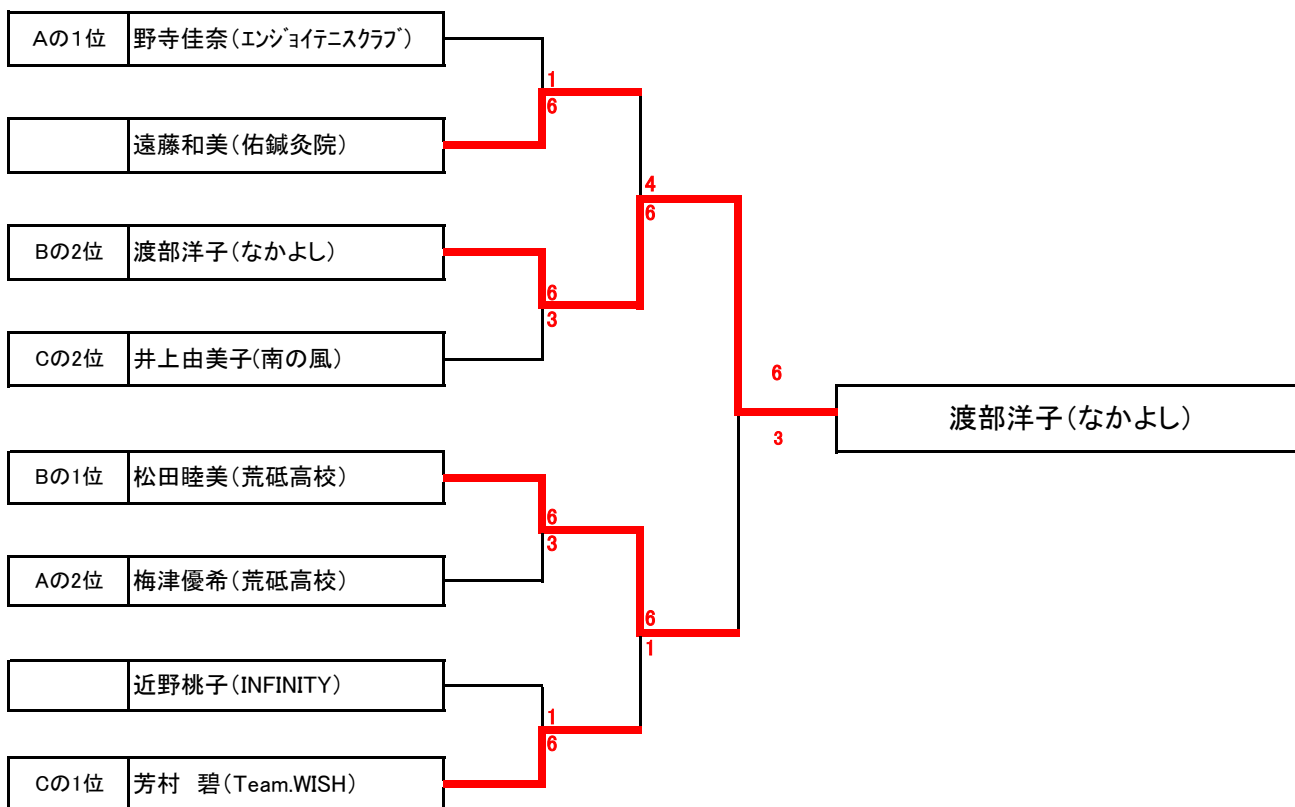 Aの1位 野寺佳奈(エンジョイテニスクラブ)
1
6
遠藤和美(佑鍼灸院)
4
6
Bの2位 渡部洋子(なかよし)
6
3
Cの2位 井上由美子(南の風)
6
渡部洋子(なかよし)
3
Bの1位 松田睦美(荒砥高校)
6
3
Aの2位 梅津優希(荒砥高校)
6
1
近野桃子(INFINITY)
1
6
Cの1位 芳村 碧(Team.WISH)